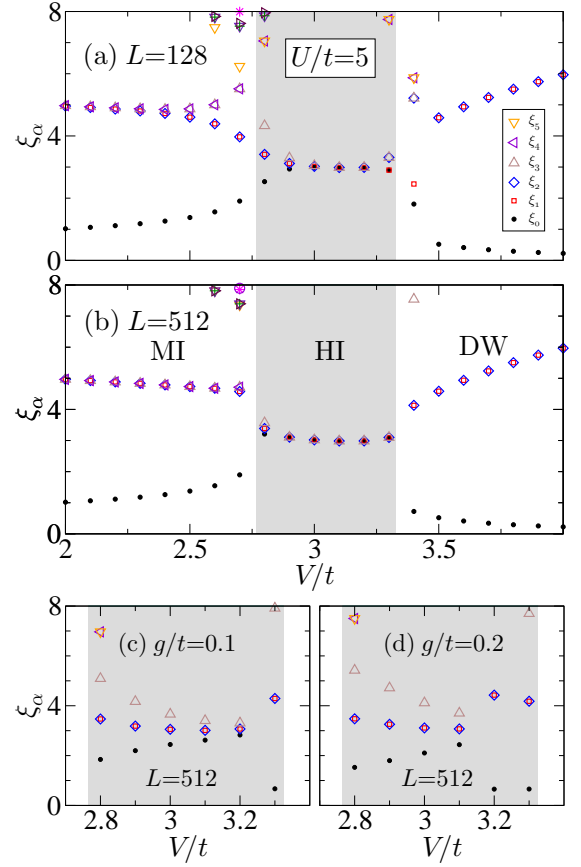 8
(a) L=128
U/t=5
ξα
4
0
ξ₅
ξ₄
ξ₃
ξ₂
ξ₁
ξ₀
8
(b) L=512
MI
HI
DW
ξα
4
0
2
2.5
3
3.5
V/t
8
(c) g/t=0.1
(d) g/t=0.2
ξα
4
L=512
L=512
0
2.8
3
3.2
2.8
3
3.2
V/t
V/t